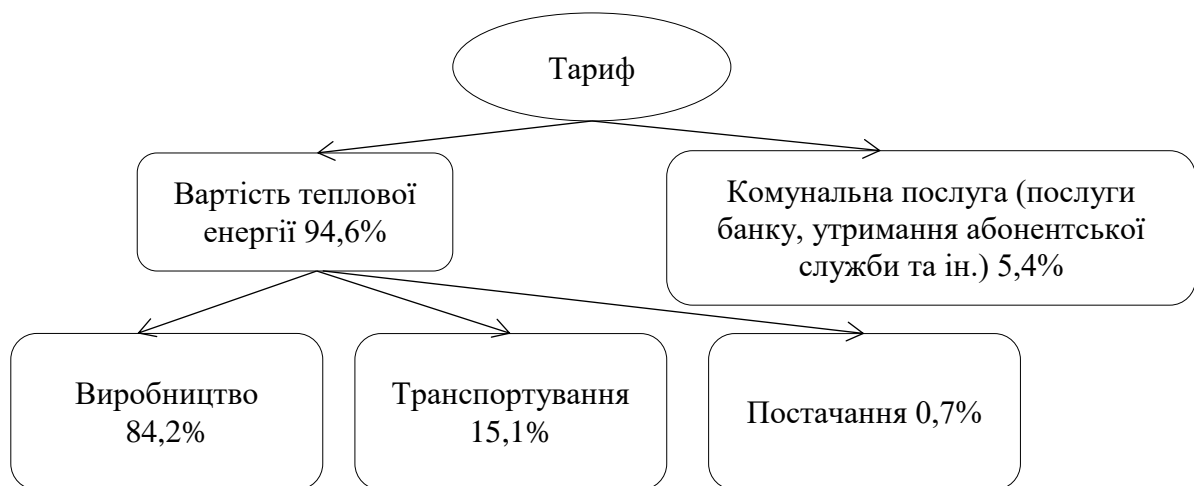 Тариф
Вартість теплової
енергії 94,6%
Комунальна послуга (послуги
банку, утримання абонентської
служби та ін.) 5,4%
Виробництво
84,2%
Транспортування
15,1%
Постачання 0,7%